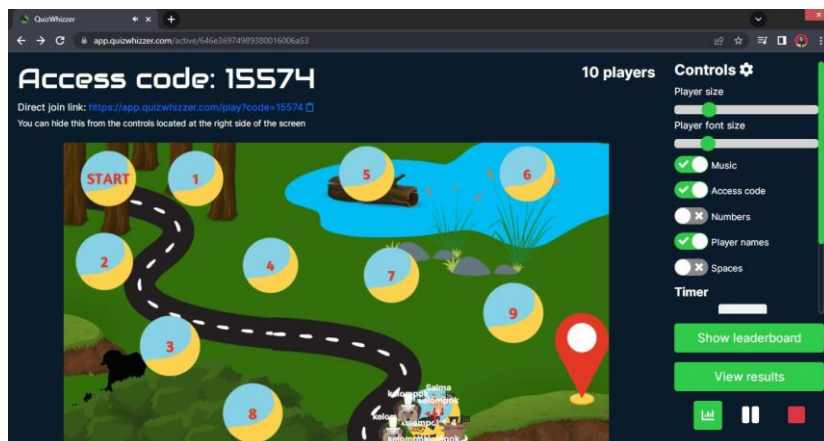 QuizWhizzer
app.quizwhizzer.com/active/646e36974989380016006a53
Access code: 15574
10 players
Direct join link: https://app.quizwhizzer.com/play?code=15574
You can hide this from the controls located at the right side of the screen
Controls
Player size
Player font size
Music
Access code
Numbers
Player names
Spaces
Timer
Show leaderboard
View results
START
1
5
6
2
4
7
9
3
8
Salma
kelompok